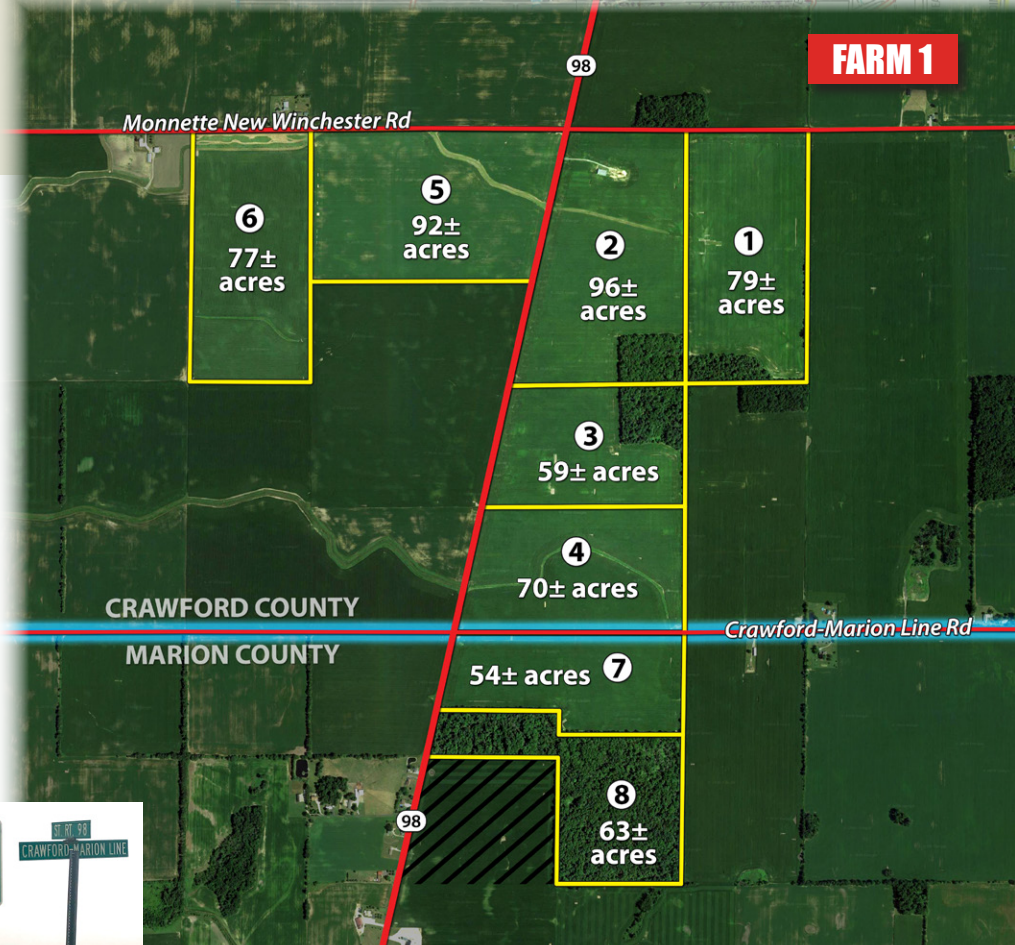 98
FARM 1
Monnette New Winchester Rd
6
77±
acres
5
92±
acres
2
96±
acres
1
79±
acres
3
59± acres
4
70± acres
CRAWFORD COUNTY
Crawford-Marion Line Rd
MARION COUNTY
54± acres 7
8
63±
acres
98
ST. RT. 98
CRAWFORD-MARION LINE